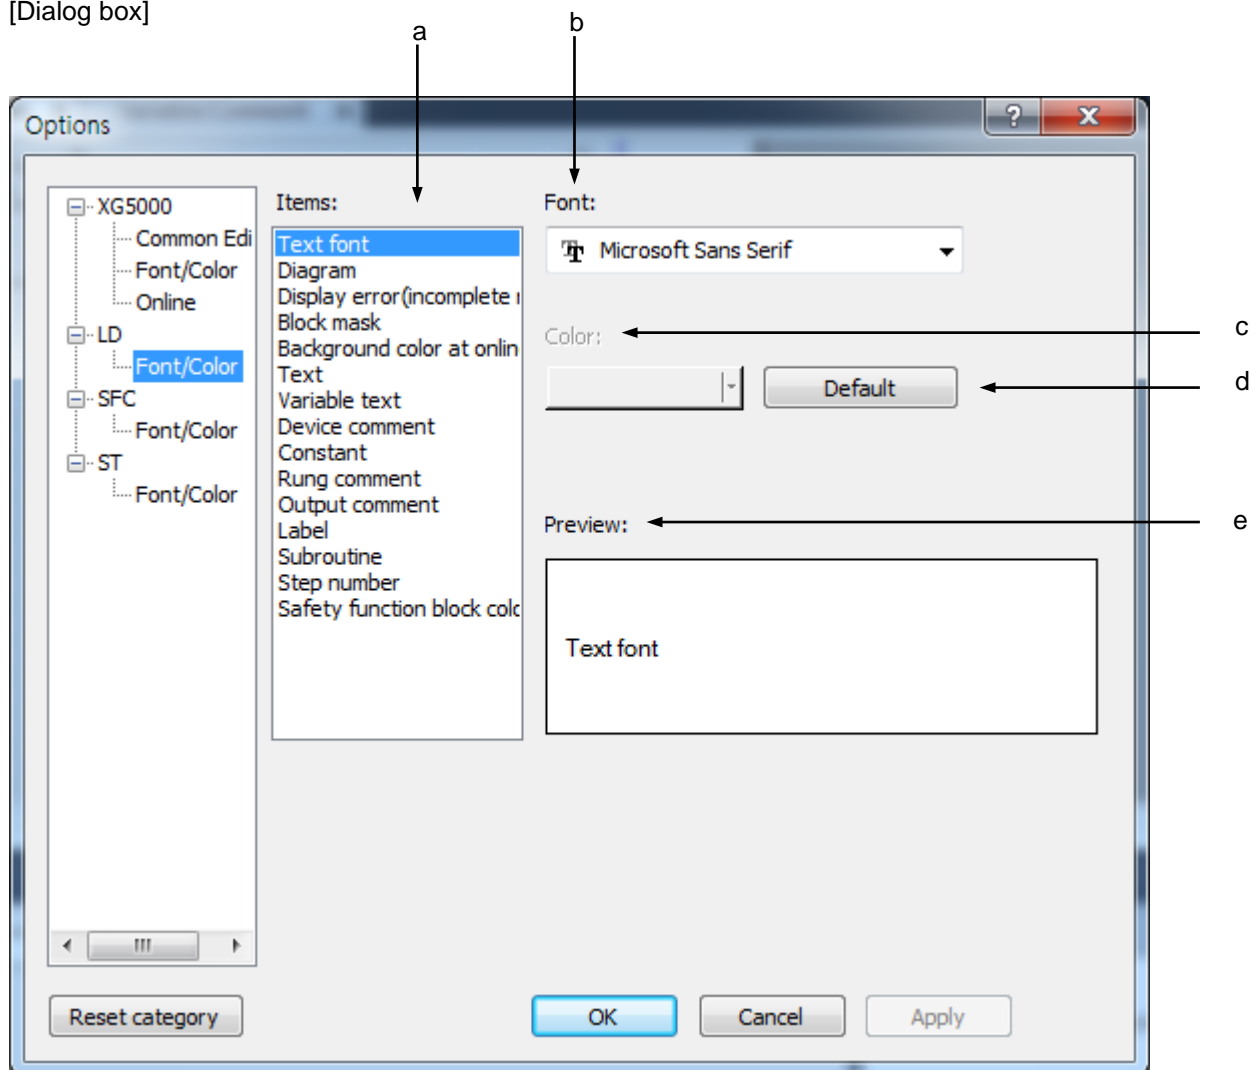 [Dialog box]
a
b
Options
?
XG5000
Common Edi
Font/Color
Online
LD
Font/Color
SFC
Font/Color
ST
Font/Color
Items:
Text font
Diagram
Display error(incomplete r
Block mask
Background color at onlin
Text
Variable text
Device comment
Constant
Rung comment
Output comment
Label
Subroutine
Step number
Safety function block colo
Font:
Microsoft Sans Serif
Color:
c
Default
d
Preview:
e
Text font
Reset category
OK
Cancel
Apply